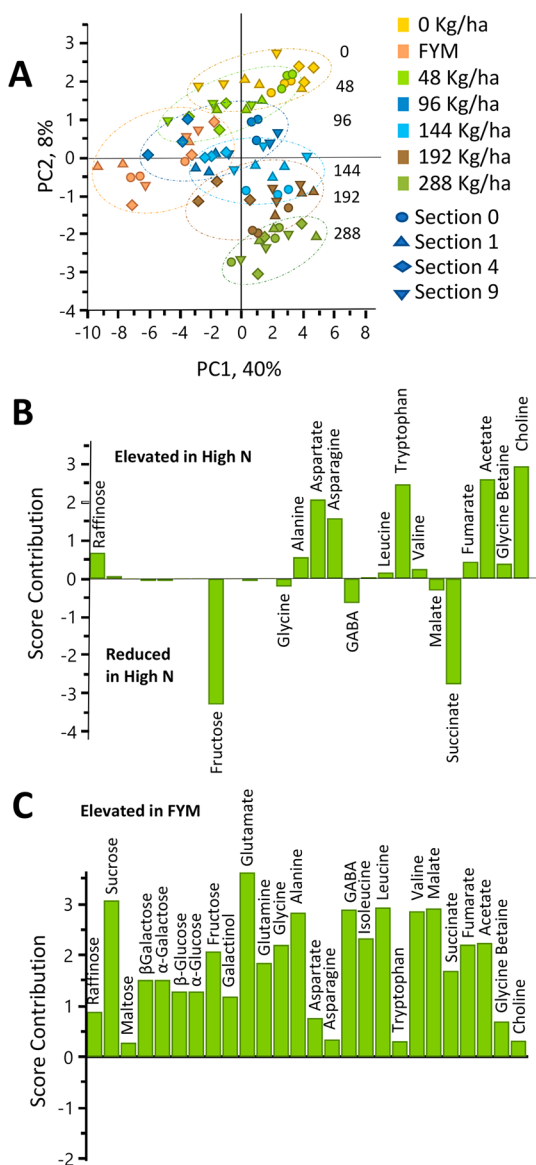 A
3
2
1
0
-1
-2
-3
-4
PC2, 8%
-10 -8 -6 -4 -2 0 2 4 6 8
PC1, 40%
0
48
96
144
192
288
0 Kg/ha
FYM
48 Kg/ha
96 Kg/ha
144 Kg/ha
192 Kg/ha
288 Kg/ha
Section 0
Section 1
Section 4
Section 9
B
Elevated in High N
Reduced
in High N
Score Contribution
3
2
1
0
-1
-2
-3
-4
Raffinose
Fructose
Glycine
Alanine
Aspartate
Asparagine
GABA
Leucine
Tryptophan
Valine
Malate
Succinate
Fumarate
Acetate
Glycine Betaine
Choline
C
Elevated in FYM
Score Contribution
3
2
1
0
-1
-2
Raffinose
Sucrose
Maltose
βGalactose
α-Galactose
β-Glucose
α-Glucose
Fructose
Galactinol
Glutamate
Glutamine
Glycine
Alanine
Aspartate
Asparagine
GABA
Isoleucine
Leucine
Tryptophan
Valine
Malate
Succinate
Fumarate
Acetate
Glycine Betaine
Choline